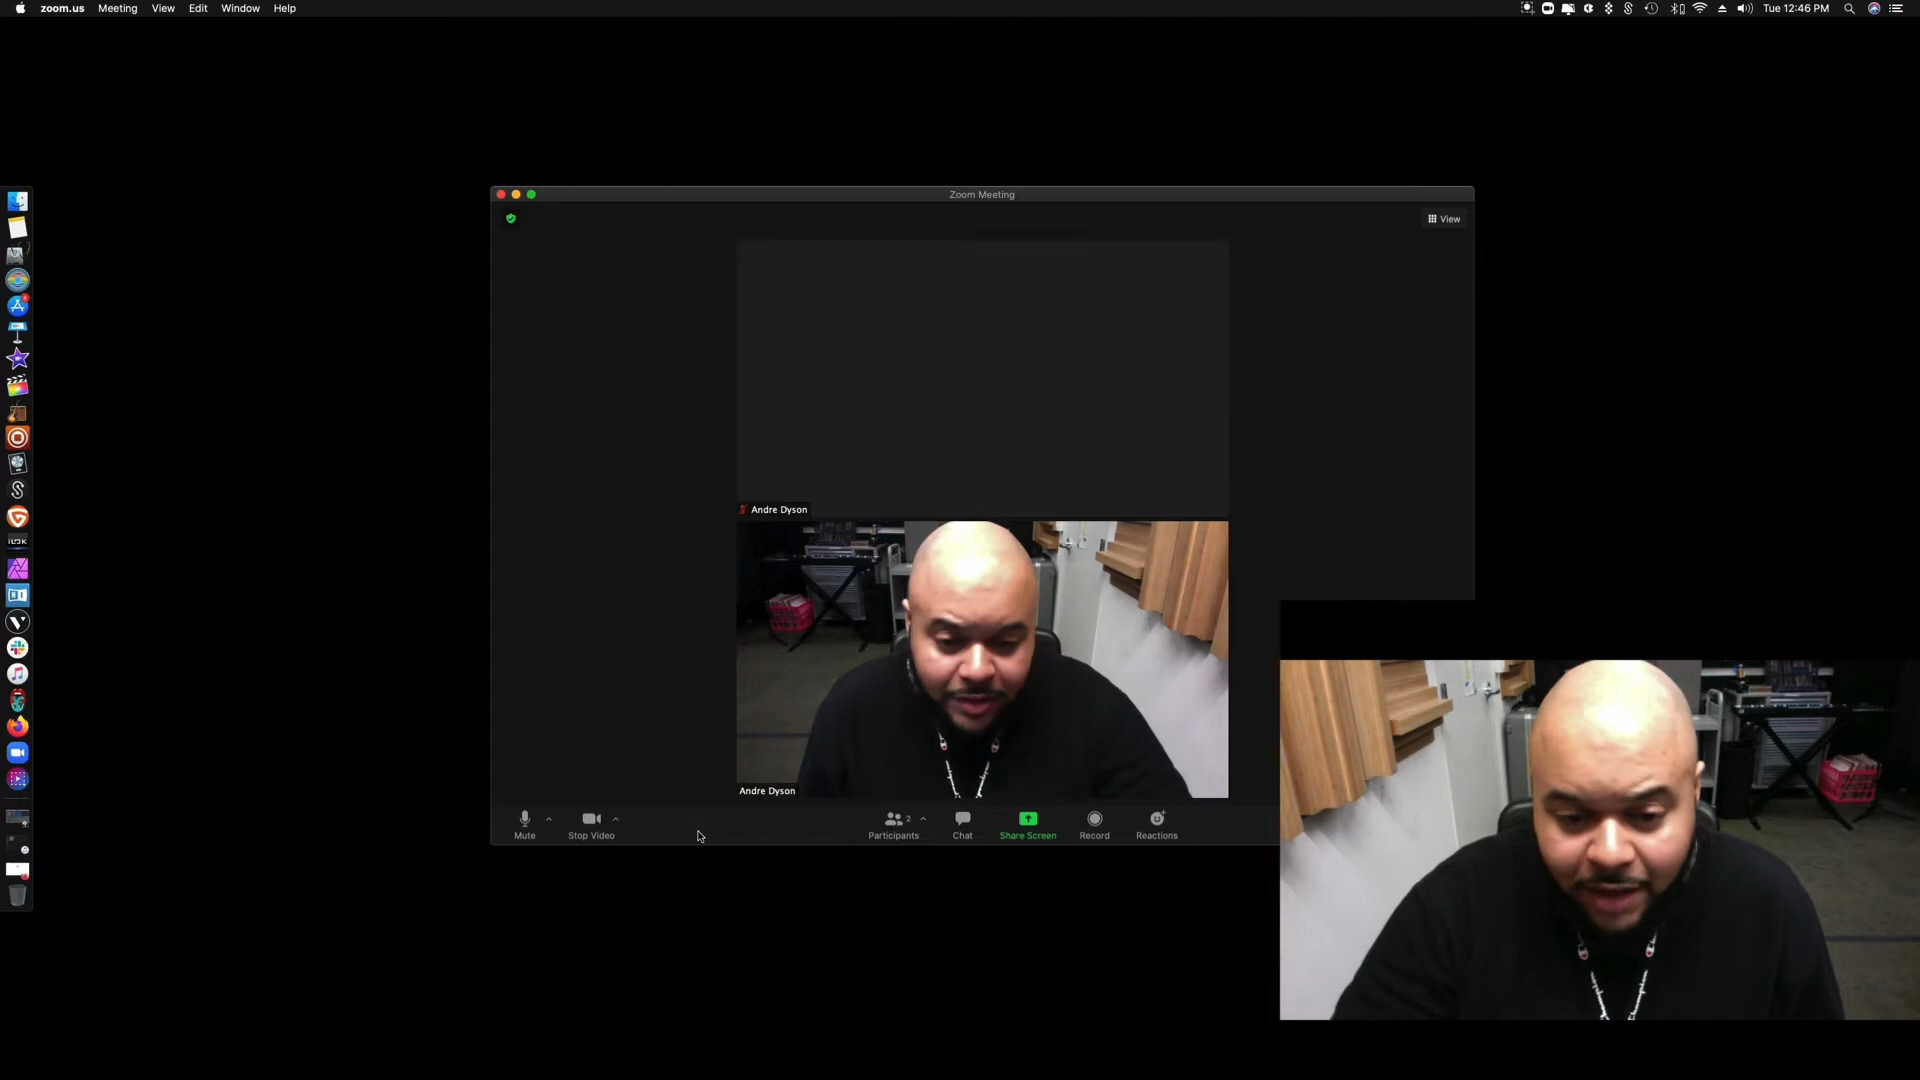 zoom.us Meeting View Edit Window Help
Tue 12:46 PM
Zoom Meeting
View
Andre Dyson
Andre Dyson
Mute
Stop Video
2
Participants
Chat
Share Screen
Record
Reactions